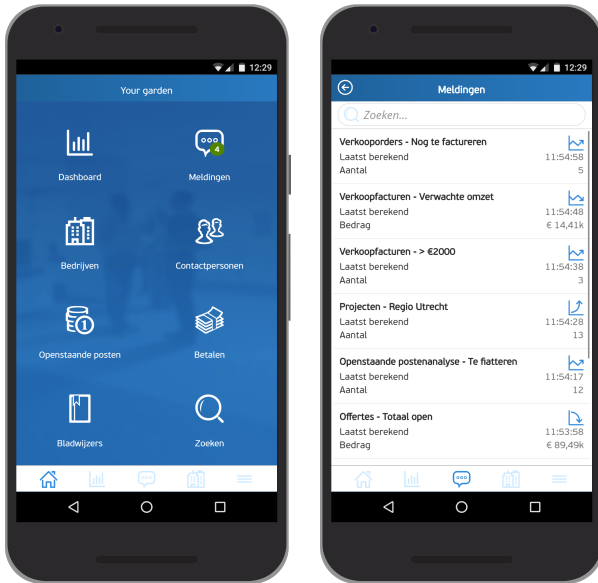 12:29
Your garden
Dashboard
4
Meldingen
Bedrijven
Contactpersonen
1
Openstaande posten
Betalen
Bladwijzers
Zoeken
12:29
Meldingen
Zoeken...
Verkooporders - Nog te factureren
Laatst berekend 11:54:58
Aantal 5
Verkoopfacturen - Verwachte omzet
Laatst berekend 11:54:48
Bedrag € 14,41k
Verkoopfacturen - > €2000
Laatst berekend 11:54:38
Aantal 3
Projecten - Regio Utrecht
Laatst berekend 11:54:28
Aantal 13
Openstaande postenanalyse - Te fiatteren
Laatst berekend 11:54:17
Aantal 12
Offertes - Totaal open
Laatst berekend 11:53:58
Bedrag € 89,49k